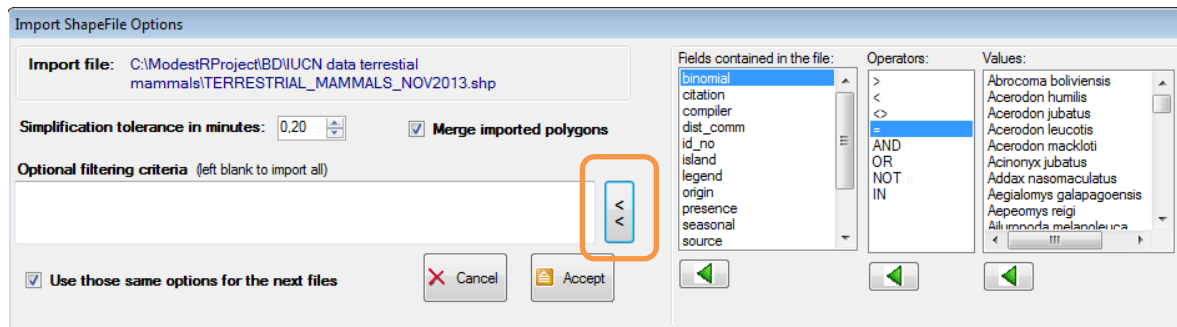 Import ShapeFile Options
Import file: C:\ModestRProject\BD\IUCN data terrestial
mammals\TERRESTRIAL_MAMMALS_NOV2013.shp
Simplification tolerance in minutes: 0,20
Merge imported polygons
Optional filtering criteria (left blank to import all)
<
<
Use those same options for the next files
Cancel
Accept
Fields contained in the file:
binomial
citation
compiler
dist_comm
id_no
island
legend
origin
presence
seasonal
source
Operators:
>
<
<>
=
AND
OR
NOT
IN
Values:
Abrocoma boliviensis
Acerodon humilis
Acerodon jubatus
Acerodon leucotis
Acerodon mackloti
Acinonyx jubatus
Addax nasomaculatus
Aegialomys galapagoensis
Aepeomys reigi
Ailuropoda melanoleuca